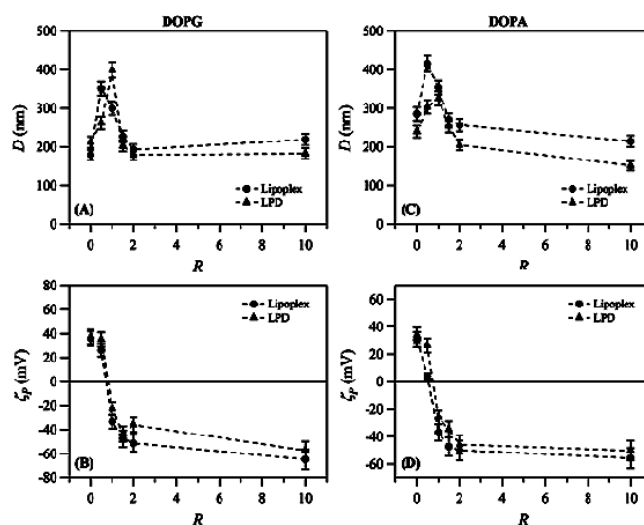 DOPG
DOPA
500
400
300
200
100
0
D (nm)
Lipoplex
LPD
(A)
0 2 4 6 8 10
R
500
400
300
200
100
0
D (nm)
Lipoplex
LPD
(C)
0 2 4 6 8 10
R
80
60
40
20
0
-20
-40
-60
-80
ζP (mV)
Lipoplex
LPD
(B)
0 2 4 6 8 10
R
60
40
20
0
-20
-40
-60
ζP (mV)
Lipoplex
LPD
(D)
0 2 4 6 8 10
R